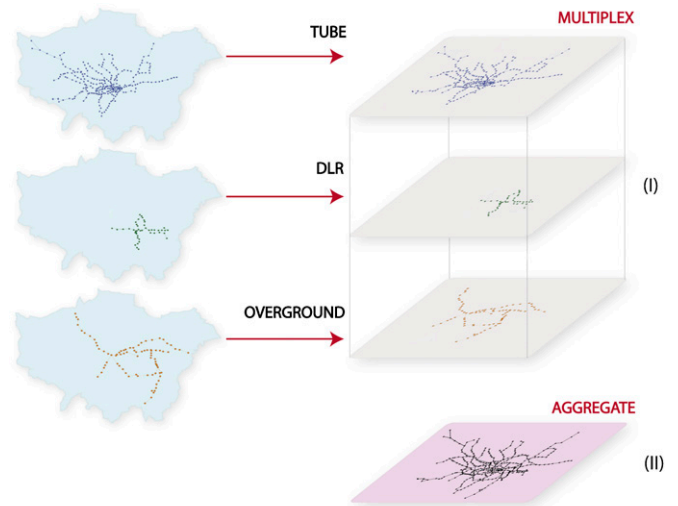 TUBE
MULTIPLEX
DLR
(I)
OVERGROUND
AGGREGATE
(II)